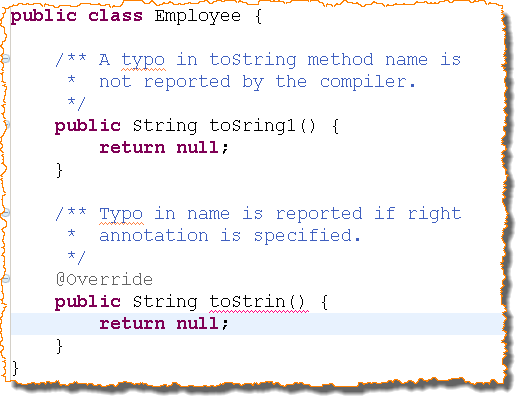 public class Employee {
/** A typo in toString method name is
* not reported by the compiler.
*/
public String toSring1() {
return null;
}
/** Typo in name is reported if right
* annotation is specified.
*/
@Override
public String toStrin() {
return null;
}
}